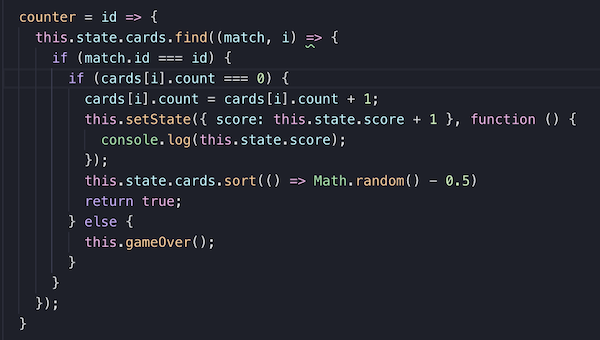 counter = id => {
this.state.cards.find((match, i) => {
if (match.id === id) {
if (cards[i].count === 0) {
cards[i].count = cards[i].count + 1;
this.setState({ score: this.state.score + 1 }, function () {
console.log(this.state.score);
});
this.state.cards.sort(() => Math.random() - 0.5)
return true;
} else {
this.gameOver();
}
}
});
}